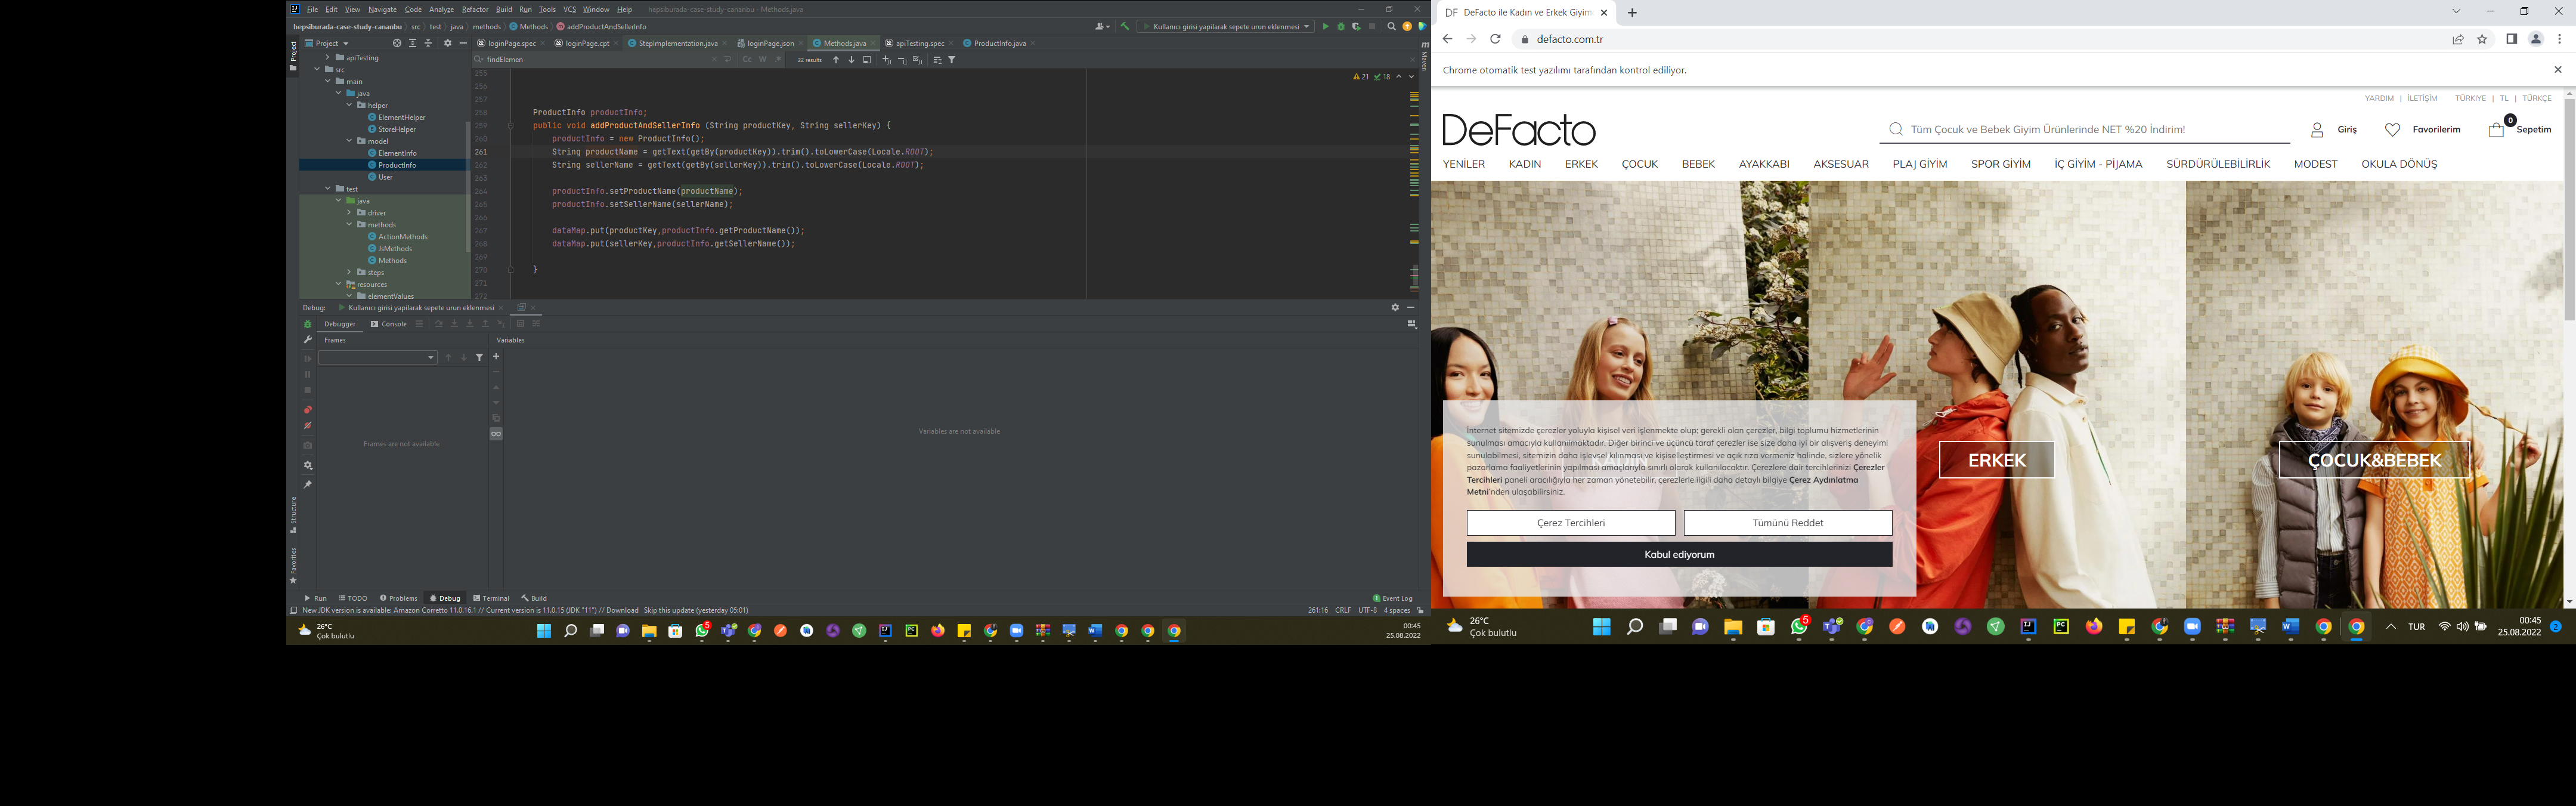 File Edit View Navigate Code Analyze Refactor Build Run Tools VCS Window Help hepsiburada-case-study-cananbu - Methods.java
hepsiburada-case-study-cananbu src test java methods Methods addProductAndSellerInfo
Kullanıcı girisi yapilarak sepete urun eklenmesi
Project
loginPage.spec loginPage.cpt StepImplementation.java loginPage.json Methods.java apiTesting.spec ProductInfo.java
findElemen
Cc W
22 results
21 18
apiTesting
src
main
java
helper
ElementHelper
StoreHelper
model
ElementInfo
ProductInfo
User
test
java
driver
methods
ActionMethods
JsMethods
Methods
steps
resources
elementValues
255
256
257
258 ProductInfo productInfo;
259 public void addProductAndSellerInfo (String productKey, String sellerKey) {
260 productInfo = new ProductInfo();
261 String productName = getText(getBy(productKey)).trim().toLowerCase(Locale.ROOT);
262 String sellerName = getText(getBy(sellerKey)).trim().toLowerCase(Locale.ROOT);
263
264 productInfo.setProductName(productName);
265 productInfo.setSellerName(sellerName);
266
267 dataMap.put(productKey,productInfo.getProductName());
268 dataMap.put(sellerKey,productInfo.getSellerName());
269
270 }
271
272
Project
Maven
Structure
Favorites
Debug: Kullanıcı girisi yapilarak sepete urun eklenmesi
Debugger Console
Frames
Variables
Frames are not available
Variables are not available
Run TODO Problems Debug Terminal Build
Event Log
New JDK version is available: Amazon Corretto 11.0.16.1 // Current version is 11.0.15 (JDK "11") // Download Skip this update (yesterday 05:01)
261:16 CRLF UTF-8 4 spaces
26°C
Çok bulutlu
5
00:45
25.08.2022
DF DeFacto ile Kadın ve Erkek Giyim
defacto.com.tr
Chrome otomatik test yazılımı tarafından kontrol ediliyor.
YARDIM | İLETİŞİM TÜRKİYE | TL | TÜRKÇE
DeFacto
Tüm Çocuk ve Bebek Giyim Ürünlerinde NET %20 İndirim!
Giriş
Favorilerim
0
Sepetim
YENİLER KADIN ERKEK ÇOCUK BEBEK AYAKKABI AKSESUAR PLAJ GİYİM SPOR GİYİM İÇ GİYİM - PİJAMA SÜRDÜRÜLEBİLİRLİK MODEST OKULA DÖNÜŞ
İnternet sitemizde çerezler yoluyla kişisel veri işlenmekte olup; gerekli olan çerezler, bilgi toplumu hizmetlerinin
sunulması amacıyla kullanılmaktadır. Diğer birinci ve üçüncü taraf çerezler ise size daha iyi bir alışveriş deneyimi
sunulabilmesi, sitemizin daha işlevsel kılınması ve kişiselleştirmesi ve açık rıza vermeniz halinde, sizlere yönelik
pazarlama faaliyetlerinin yapılması amaçlarıyla sınırlı olarak kullanılacaktır. Çerezlere dair tercihlerinizi Çerezler
Tercihleri paneli aracılığıyla her zaman yönetebilir, çerezlerle ilgili daha detaylı bilgiye Çerez Aydınlatma
Metni'nden ulaşabilirsiniz.
Çerez Tercihleri
Tümünü Reddet
Kabul ediyorum
ERKEK
ÇOCUK&BEBEK
26°C
Çok bulutlu
5
TUR
00:45
25.08.2022
2